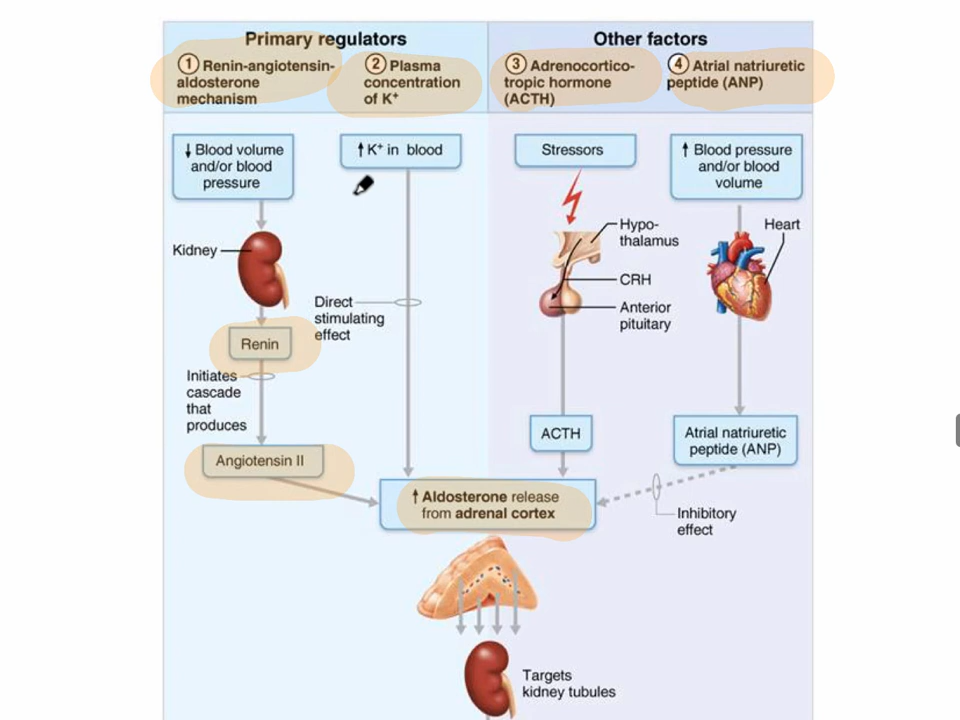 Primary regulators
Other factors
1 Renin-angiotensin-
aldosterone
mechanism
2 Plasma
concentration
of K⁺
3 Adrenocortico-
tropic hormone
(ACTH)
4 Atrial natriuretic
peptide (ANP)
↓ Blood volume
and/or blood
pressure
↑ K⁺ in blood
Stressors
↑ Blood pressure
and/or blood
volume
Kidney
Hypo-
thalamus
Heart
CRH
Direct
stimulating
effect
Anterior
pituitary
Renin
Initiates
cascade
that
produces
ACTH
Atrial natriuretic
peptide (ANP)
Angiotensin II
↑ Aldosterone release
from adrenal cortex
Inhibitory
effect
Targets
kidney tubules